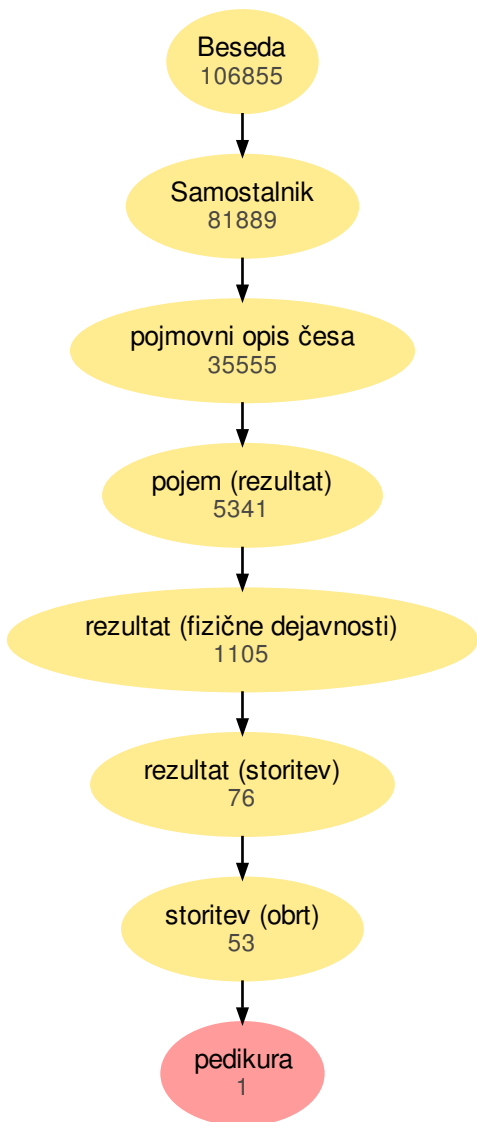 Beseda
106855
Samostalnik
81889
pojmovni opis česa
35555
pojem (rezultat)
5341
rezultat (fizične dejavnosti)
1105
rezultat (storitev)
76
storitev (obrt)
53
pedikura
1